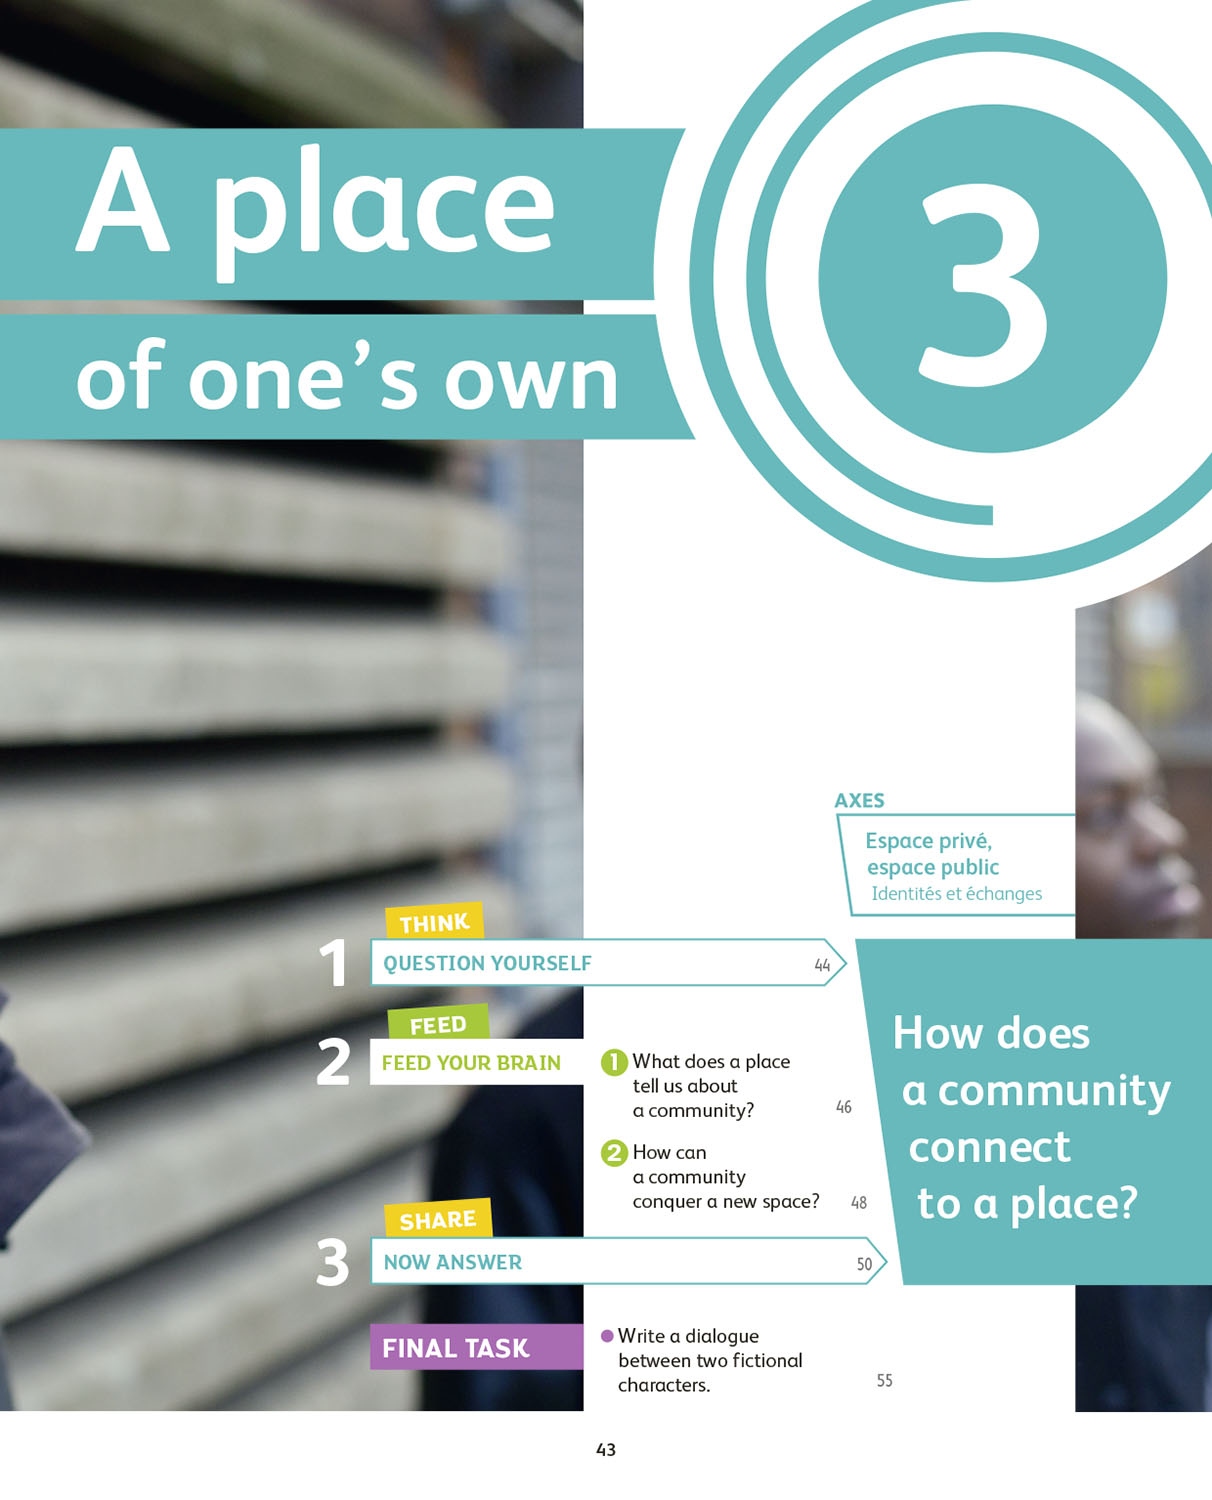 A place
of one's own
3
AXES
Espace privé,
espace public
Identités et échanges
THINK
1
QUESTION YOURSELF
44
FEED
2
FEED YOUR BRAIN
1 What does a place
tell us about
a community?
46
2 How can
a community
conquer a new space?
48
SHARE
3
NOW ANSWER
50
How does
a community
connect
to a place?
FINAL TASK
Write a dialogue
between two fictional
characters.
55
43